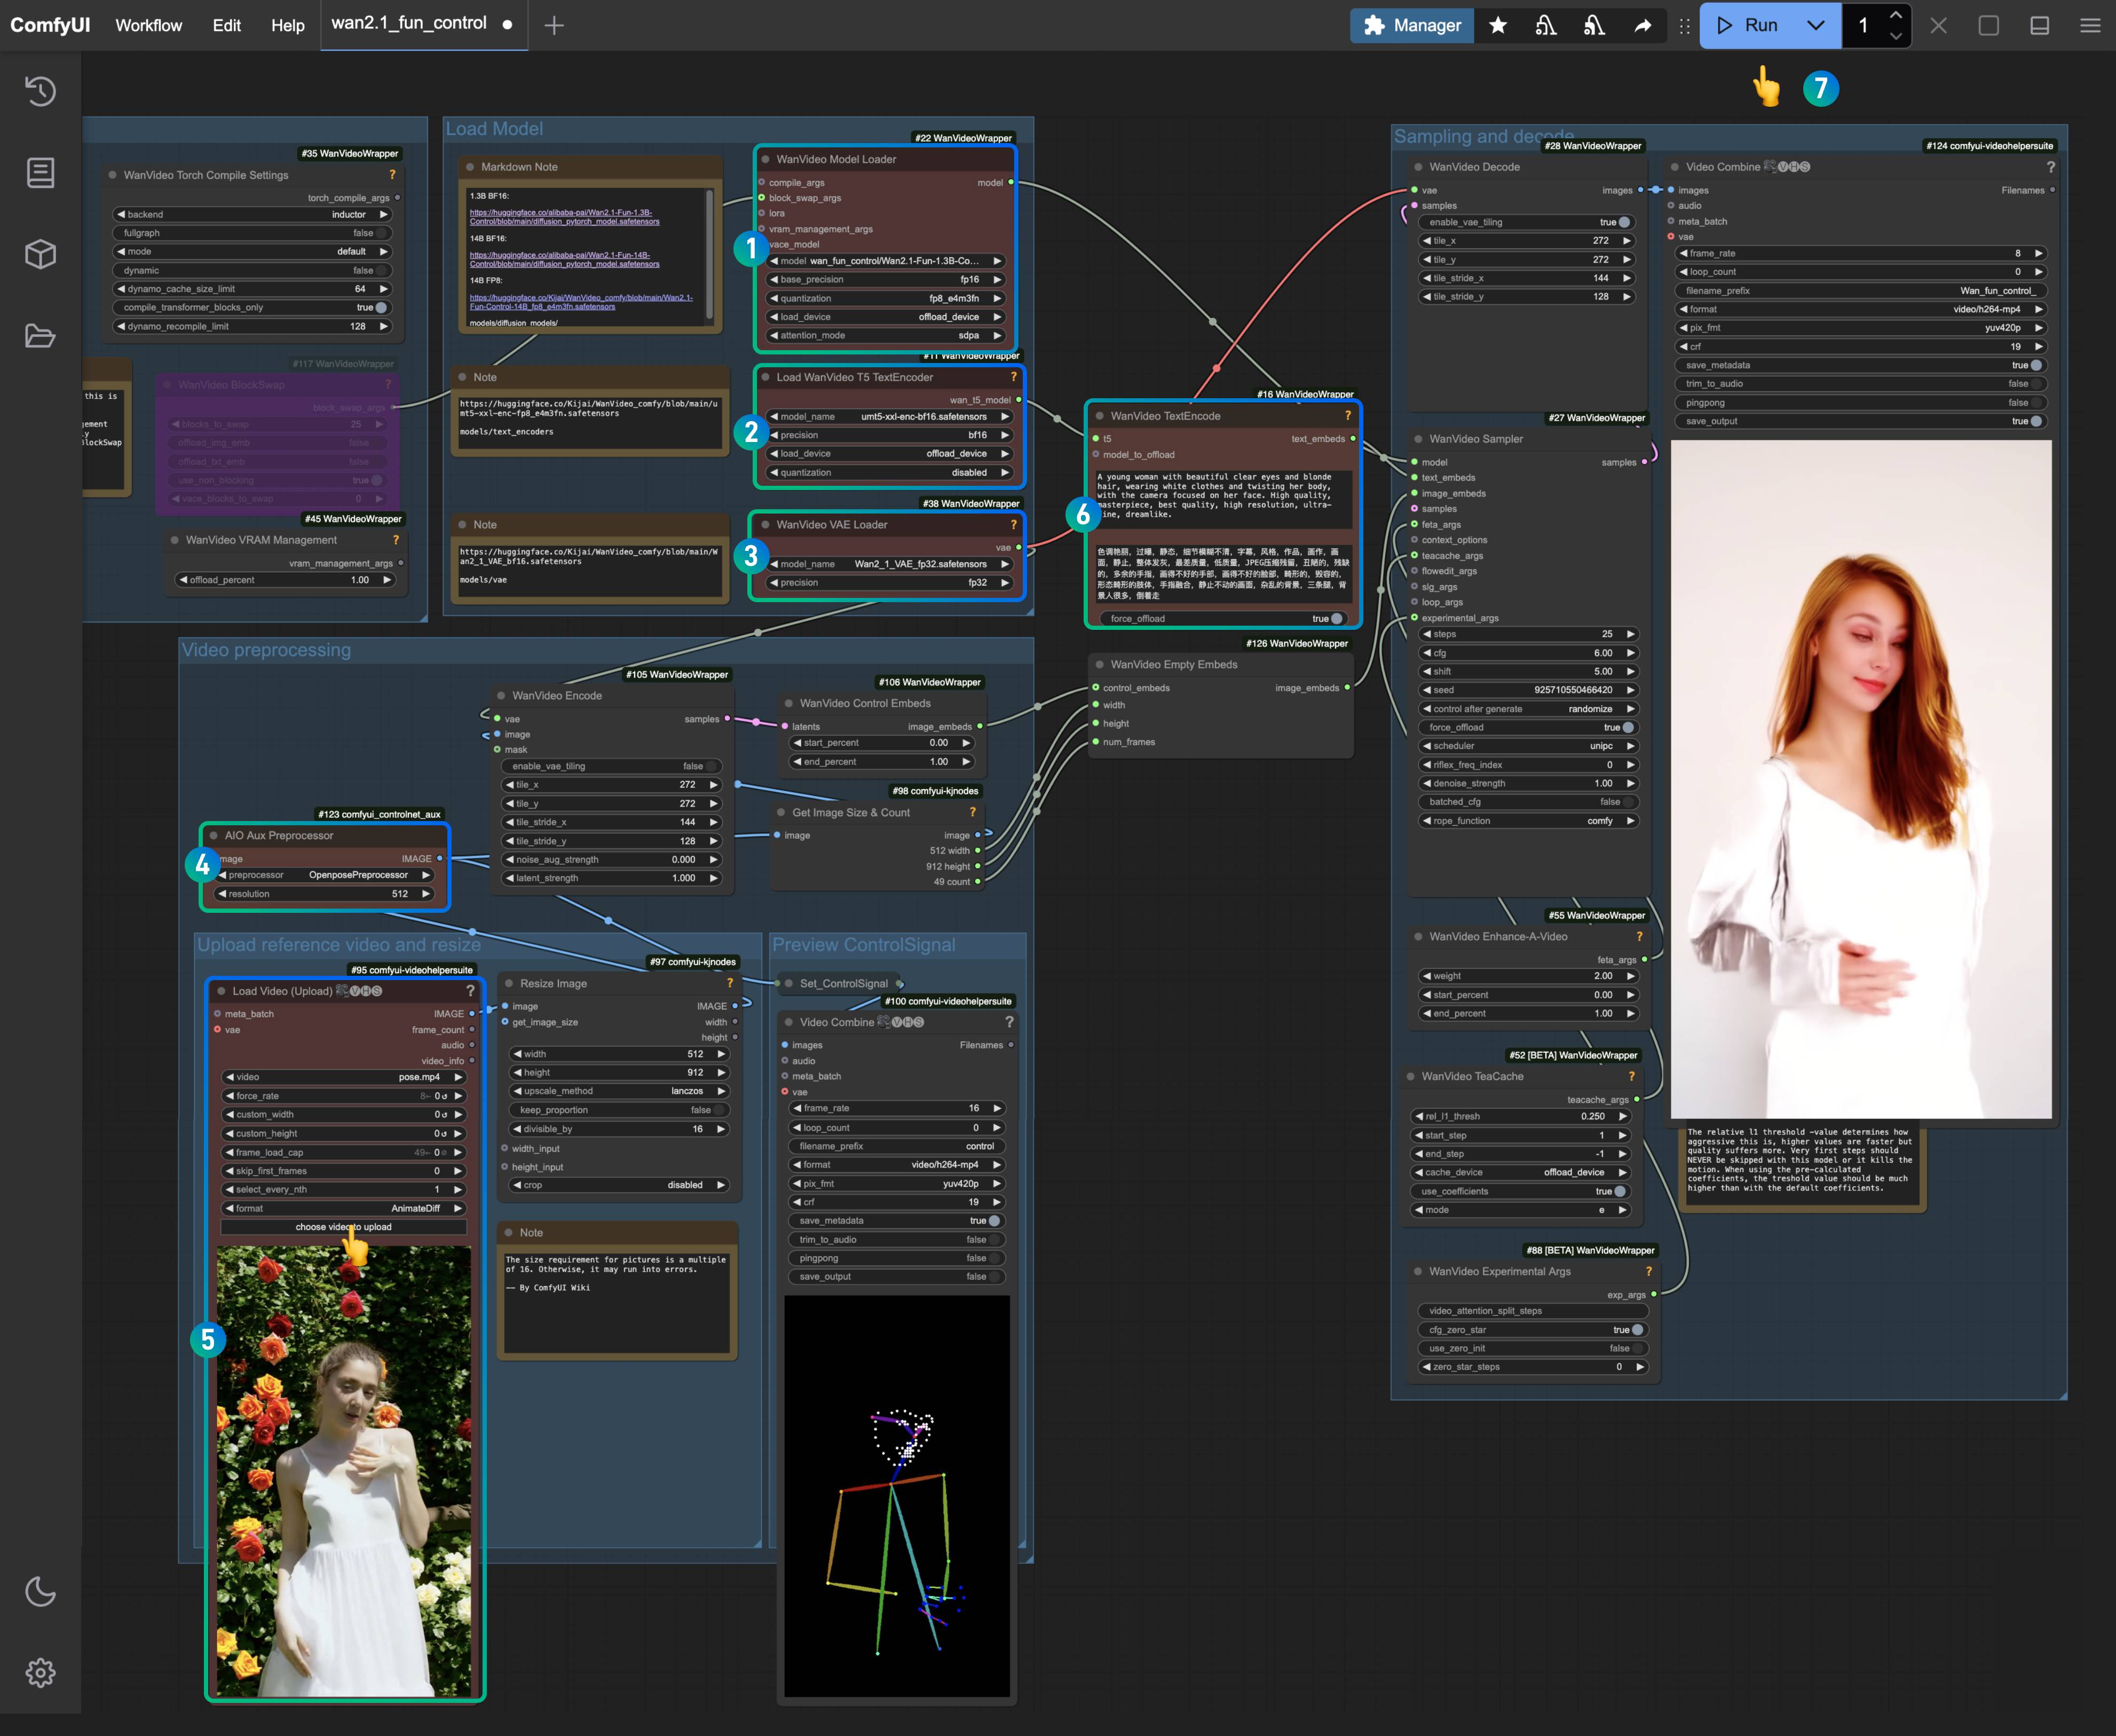 ComfyUI
Workflow
Edit
Help
wan2.1_fun_control
Manager
Run
1
7
#35 WanVideoWrapper
WanVideo Torch Compile Settings
?
torch_compile_args
backend inductor
fullgraph false
mode default
dynamic false
dynamo_cache_size_limit 64
compile_transformer_blocks_only true
dynamo_recompile_limit 128
this is
#117 WanVideoWrapper
WanVideo BlockSwap
?
block_swap_args
blocks_to_swap 25
offload_img_emb false
offload_txt_emb false
use_non_blocking true
vace_blocks_to_swap 0
#45 WanVideoWrapper
WanVideo VRAM Management
?
vram_management_args
offload_percent 1.00
Load Model
Markdown Note
1.3B BF16:
https://huggingface.co/alibaba-pai/Wan2.1-Fun-1.3B-
Control/blob/main/diffusion_pytorch_model.safetensors
14B BF16:
https://huggingface.co/alibaba-pai/Wan2.1-Fun-14B-
Control/blob/main/diffusion_pytorch_model.safetensors
14B FP8:
https://huggingface.co/Kijai/WanVideo_comfy/blob/main/Wan2.1-
Fun-Control-14B_fp8_e4m3fn.safetensors
models/diffusion_models/
Note
https://huggingface.co/Kijai/WanVideo_comfy/blob/main/u
mt5-xxl-enc-fp8_e4m3fn.safetensors
models/text_encoders
Note
https://huggingface.co/Kijai/WanVideo_comfy/blob/main/W
an2_1_VAE_bf16.safetensors
models/vae
#22 WanVideoWrapper
WanVideo Model Loader
compile_args model
block_swap_args
lora
vram_management_args
vace_model
1
model wan_fun_control/Wan2.1-Fun-1.3B-Co...
base_precision fp16
quantization fp8_e4m3fn
load_device offload_device
attention_mode sdpa
#11 WanVideoWrapper
Load WanVideo T5 TextEncoder
?
wan_t5_model
2
model_name umt5-xxl-enc-bf16.safetensors
precision bf16
load_device offload_device
quantization disabled
#38 WanVideoWrapper
WanVideo VAE Loader
?
vae
3
model_name Wan2_1_VAE_fp32.safetensors
precision fp32
#16 WanVideoWrapper
WanVideo TextEncode
?
t5 text_embeds
model_to_offload
A young woman with beautiful clear eyes and blonde
hair, wearing white clothes and twisting her body,
with the camera focused on her face. High quality,
masterpiece, best quality, high resolution, ultra-
fine, dreamlike.
6
色调艳丽，过曝，静态，细节模糊不清，字幕，风格，作品，画作，画
面，静止，整体发灰，最差质量，低质量，JPEG压缩残留，丑陋的，残缺
的，多余的手指，画得不好的手部，画得不好的脸部，畸形的，毁容的，
形态畸形的肢体，手指融合，静止不动的画面，杂乱的背景，三条腿，背
景人很多，倒着走
force_offload true
#126 WanVideoWrapper
WanVideo Empty Embeds
control_embeds image_embeds
width
height
num_frames
Video preprocessing
#105 WanVideoWrapper
WanVideo Encode
vae samples
image
mask
enable_vae_tiling false
tile_x 272
tile_y 272
tile_stride_x 144
tile_stride_y 128
noise_aug_strength 0.000
latent_strength 1.000
#106 WanVideoWrapper
WanVideo Control Embeds
latents image_embeds
start_percent 0.00
end_percent 1.00
#98 comfyui-kjnodes
Get Image Size & Count
?
image image
512 width
912 height
49 count
#123 comfyui_controlnet_aux
AIO Aux Preprocessor
4
image IMAGE
preprocessor OpenposePreprocessor
resolution 512
Upload reference video and resize
#95 comfyui-videohelpersuite
Load Video (Upload) VHS
?
meta_batch IMAGE
vae frame_count
audio
video_info
video pose.mp4
force_rate 8← 0
custom_width 0
custom_height 0
frame_load_cap 49← 0
skip_first_frames 0
select_every_nth 1
format AnimateDiff
choose video to upload
5
#97 comfyui-kjnodes
Resize Image
?
image IMAGE
get_image_size width
height
width 512
height 912
upscale_method lanczos
keep_proportion false
divisible_by 16
width_input
height_input
crop disabled
Note
The size requirement for pictures is a multiple
of 16. Otherwise, it may run into errors.
—— By ComfyUI Wiki
Preview ControlSignal
Set_ControlSignal
#100 comfyui-videohelpersuite
Video Combine VHS
?
images Filenames
audio
meta_batch
vae
frame_rate 16
loop_count 0
filename_prefix control
format video/h264-mp4
pix_fmt yuv420p
crf 19
save_metadata true
trim_to_audio false
pingpong false
save_output false
Sampling and decode
#28 WanVideoWrapper
WanVideo Decode
vae images
samples
enable_vae_tiling true
tile_x 272
tile_y 272
tile_stride_x 144
tile_stride_y 128
#27 WanVideoWrapper
WanVideo Sampler
model samples
text_embeds
image_embeds
samples
feta_args
context_options
teacache_args
flowedit_args
slg_args
loop_args
experimental_args
steps 25
cfg 6.00
shift 5.00
seed 925710550466420
control after generate randomize
force_offload true
scheduler unipc
riflex_freq_index 0
denoise_strength 1.00
batched_cfg false
rope_function comfy
#55 WanVideoWrapper
WanVideo Enhance-A-Video
?
feta_args
weight 2.00
start_percent 0.00
end_percent 1.00
#52 [BETA] WanVideoWrapper
WanVideo TeaCache
?
teacache_args
rel_l1_thresh 0.250
start_step 1
end_step -1
cache_device offload_device
use_coefficients true
mode e
#88 [BETA] WanVideoWrapper
WanVideo Experimental Args
?
exp_args
video_attention_split_steps
cfg_zero_star true
use_zero_init false
zero_star_steps 0
#124 comfyui-videohelpersuite
Video Combine VHS
?
images Filenames
audio
meta_batch
vae
frame_rate 8
loop_count 0
filename_prefix Wan_fun_control_
format video/h264-mp4
pix_fmt yuv420p
crf 19
save_metadata true
trim_to_audio false
pingpong false
save_output true
The relative l1 threshold -value determines how
aggressive this is, higher values are faster but
quality suffers more. Very first steps should
NEVER be skipped with this model or it kills the
motion. When using the pre-calculated
coefficients, the treshold value should be much
higher than with the default coefficients.